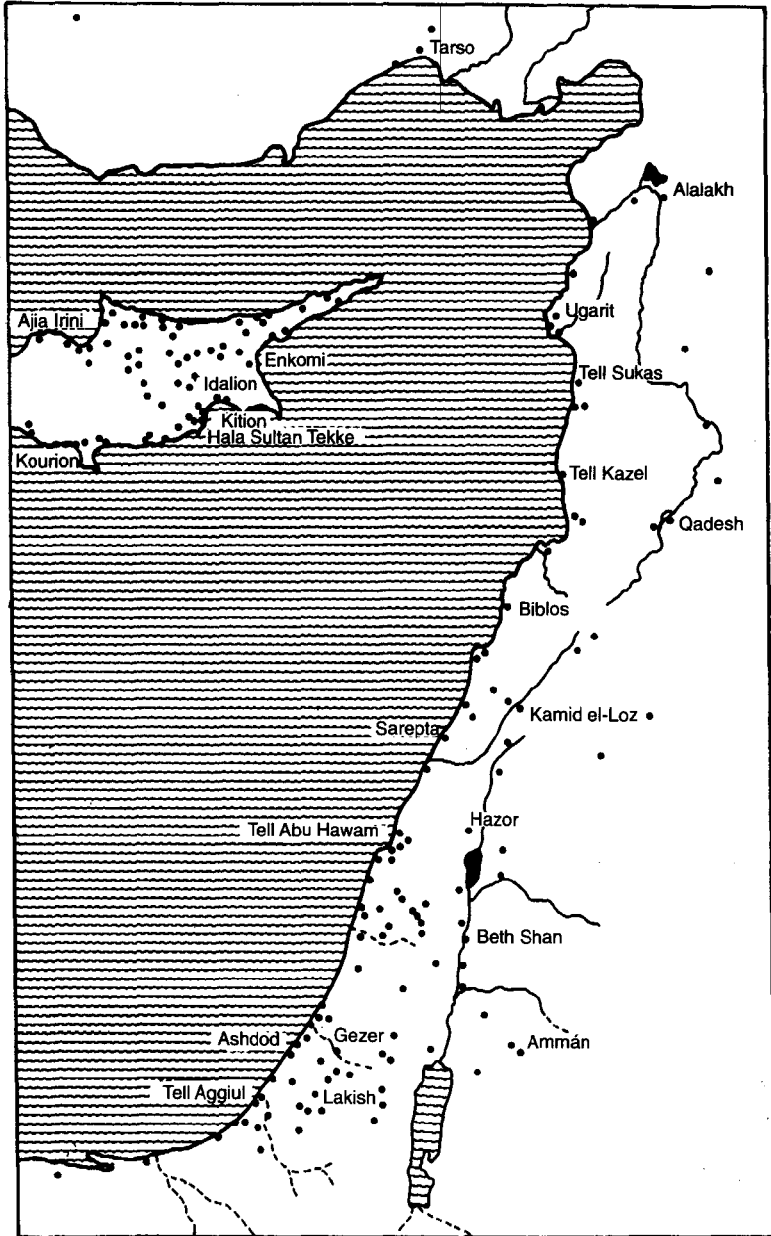 Tarso
Alalakh
Ajia Irini
Ugarit
Enkomi
Tell Sukas
Idalion
Kition
Hala Sultan Tekke
Kourion
Tell Kazel
Qadesh
Biblos
Kamid el-Loz
Sarepta
Hazor
Tell Abu Hawam
Beth Shan
Ashdod
Gezer
Ammán
Tell Aggiul
Lakish